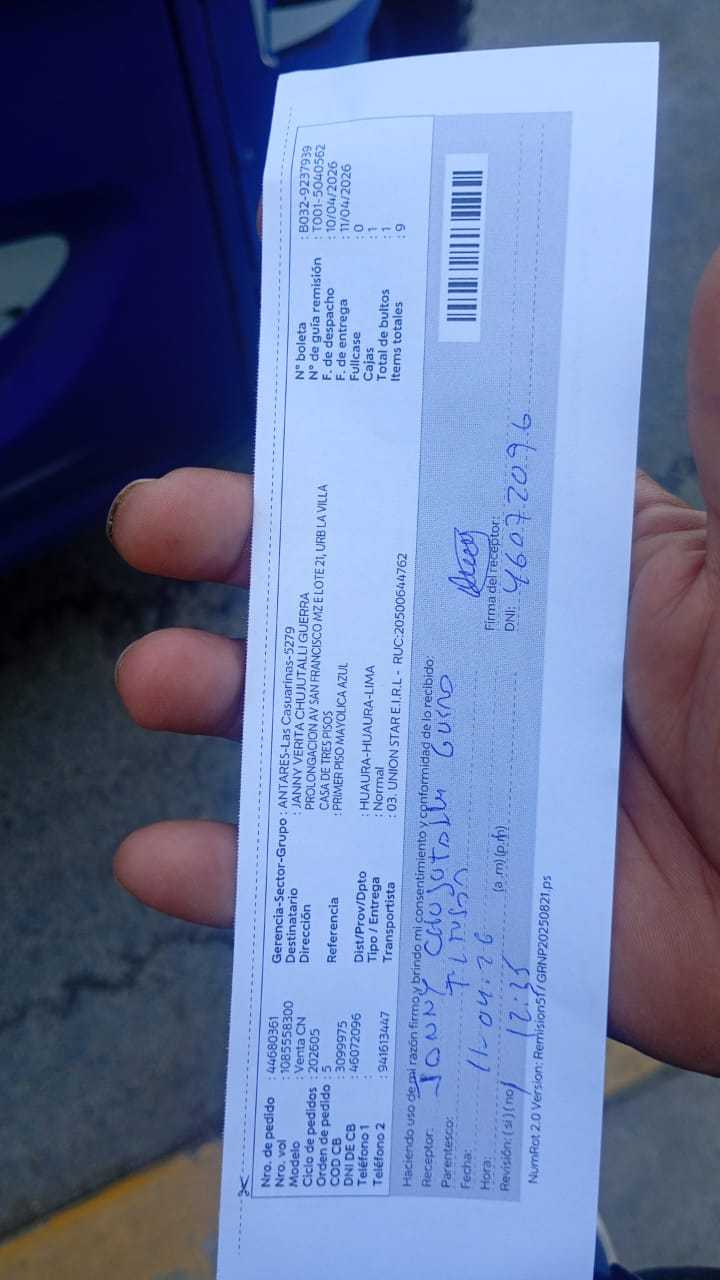 Nro. de pedido : 44680361
Nro. vol : 1085558300
Modelo : Venta CN
Ciclo de pedidos : 202605
Orden de pedido : 5
COD CB : 3099975
DNI DE CB : 46072096
Teléfono 1 :
Teléfono 2 : 941613447
Gerencia-Sector-Grupo : ANTARES-Las Casuarinas-5279
Destinatario : JANNY VERITA CHUJUTALLI GUERRA
Dirección PROLONGACION AV SAN FRANCISCO MZ E LOTE 21, URB LA VILLA
CASA DE TRES PISOS
Referencia : PRIMER PISO MAYOLICA AZUL
Dist/Prov/Dpto : HUAURA-HUAURA-LIMA
Tipo / Entrega : Normal
Transportista : 03. UNION STAR E.I.R.L - RUC:20500644762
N° boleta : B032-9237939
N° de guía remisión : T001-5040562
F. de despacho : 10/04/2026
F. de entrega : 11/04/2026
Fullcase : 0
Cajas : 1
Total de bultos : 1
Items totales : 9
Haciendo uso de mi razón firmo y brindo mi consentimiento y conformidad de lo recibido:
Receptor: JANNY
Parentesco:
Fecha: 11-04-26
Hora: 12:35 (a.m) (p.m)
Revisión: (si) (no)
Firma del receptor:
DNI: 46072096
NumRot 2.0 Version: Remision5f7GRNP20250821.ps